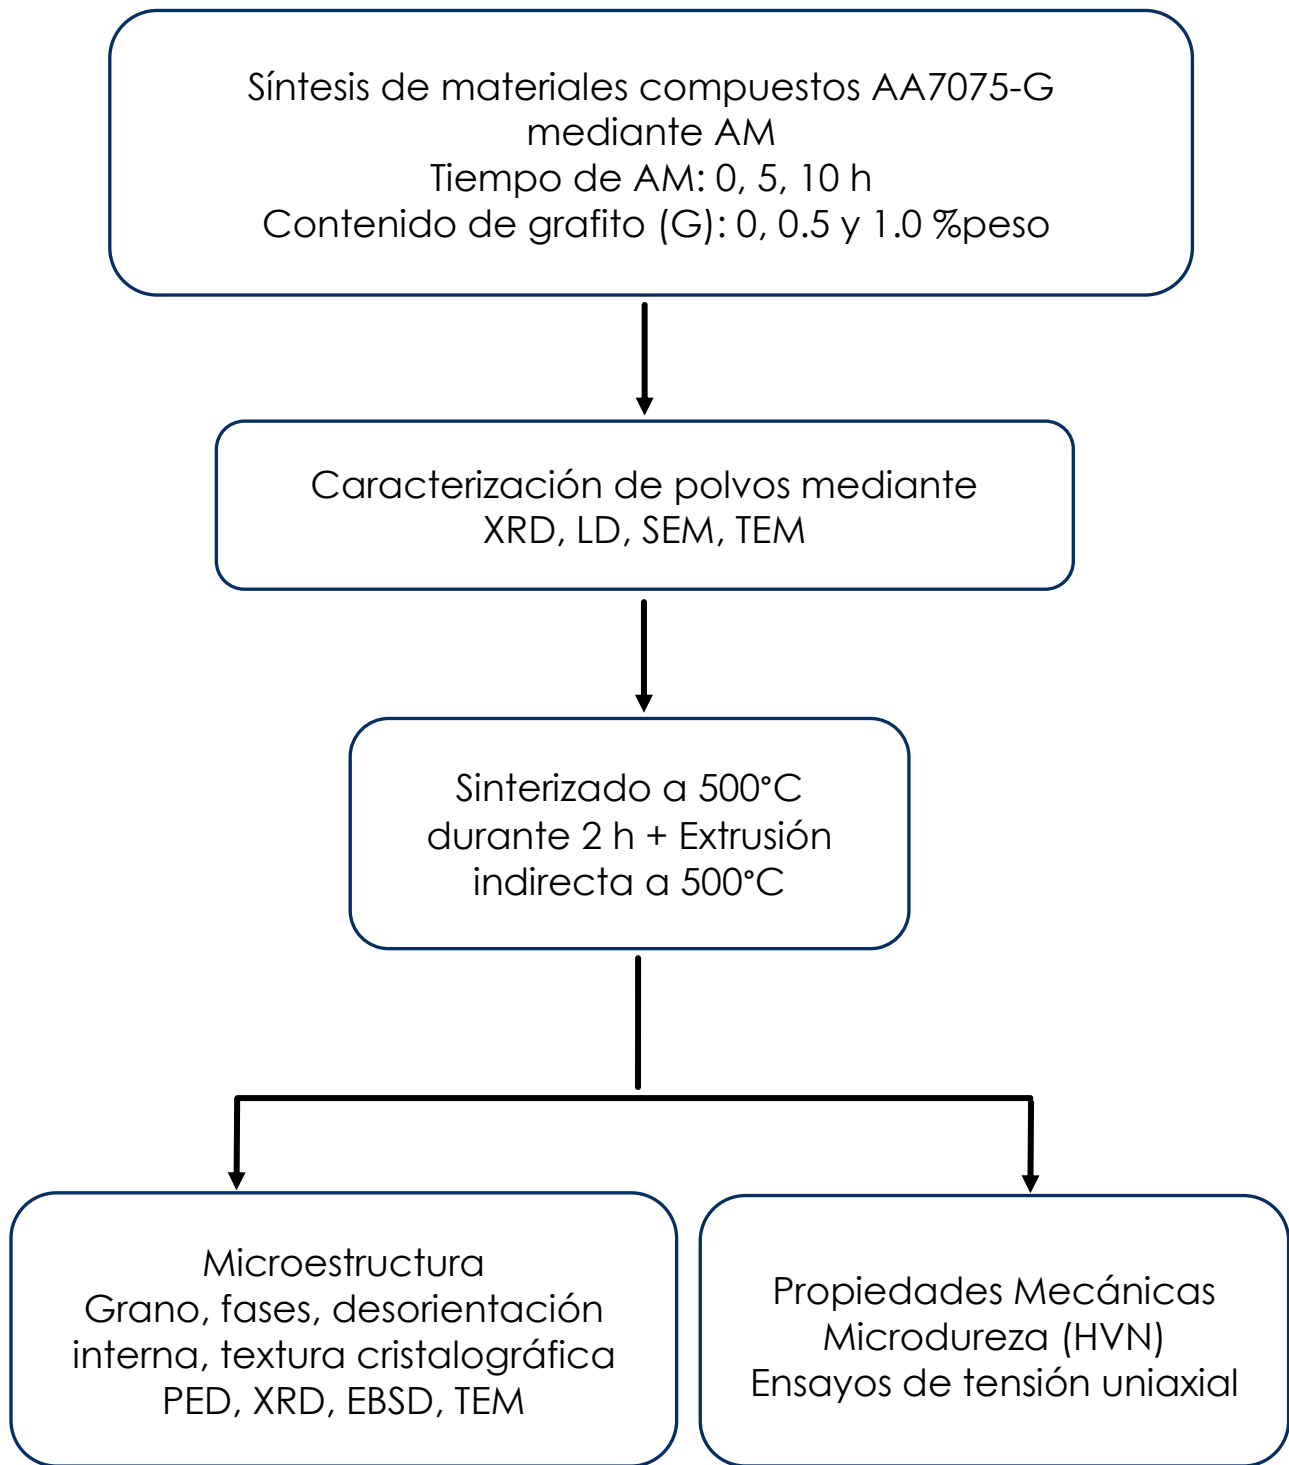 Síntesis de materiales compuestos AA7075-G
mediante AM
Tiempo de AM: 0, 5, 10 h
Contenido de grafito (G): 0, 0.5 y 1.0 %peso
Caracterización de polvos mediante
XRD, LD, SEM, TEM
Sinterizado a 500°C
durante 2 h + Extrusión
indirecta a 500°C
Microestructura
Grano, fases, desorientación
interna, textura cristalográfica
PED, XRD, EBSD, TEM
Propiedades Mecánicas
Microdureza (HVN)
Ensayos de tensión uniaxial